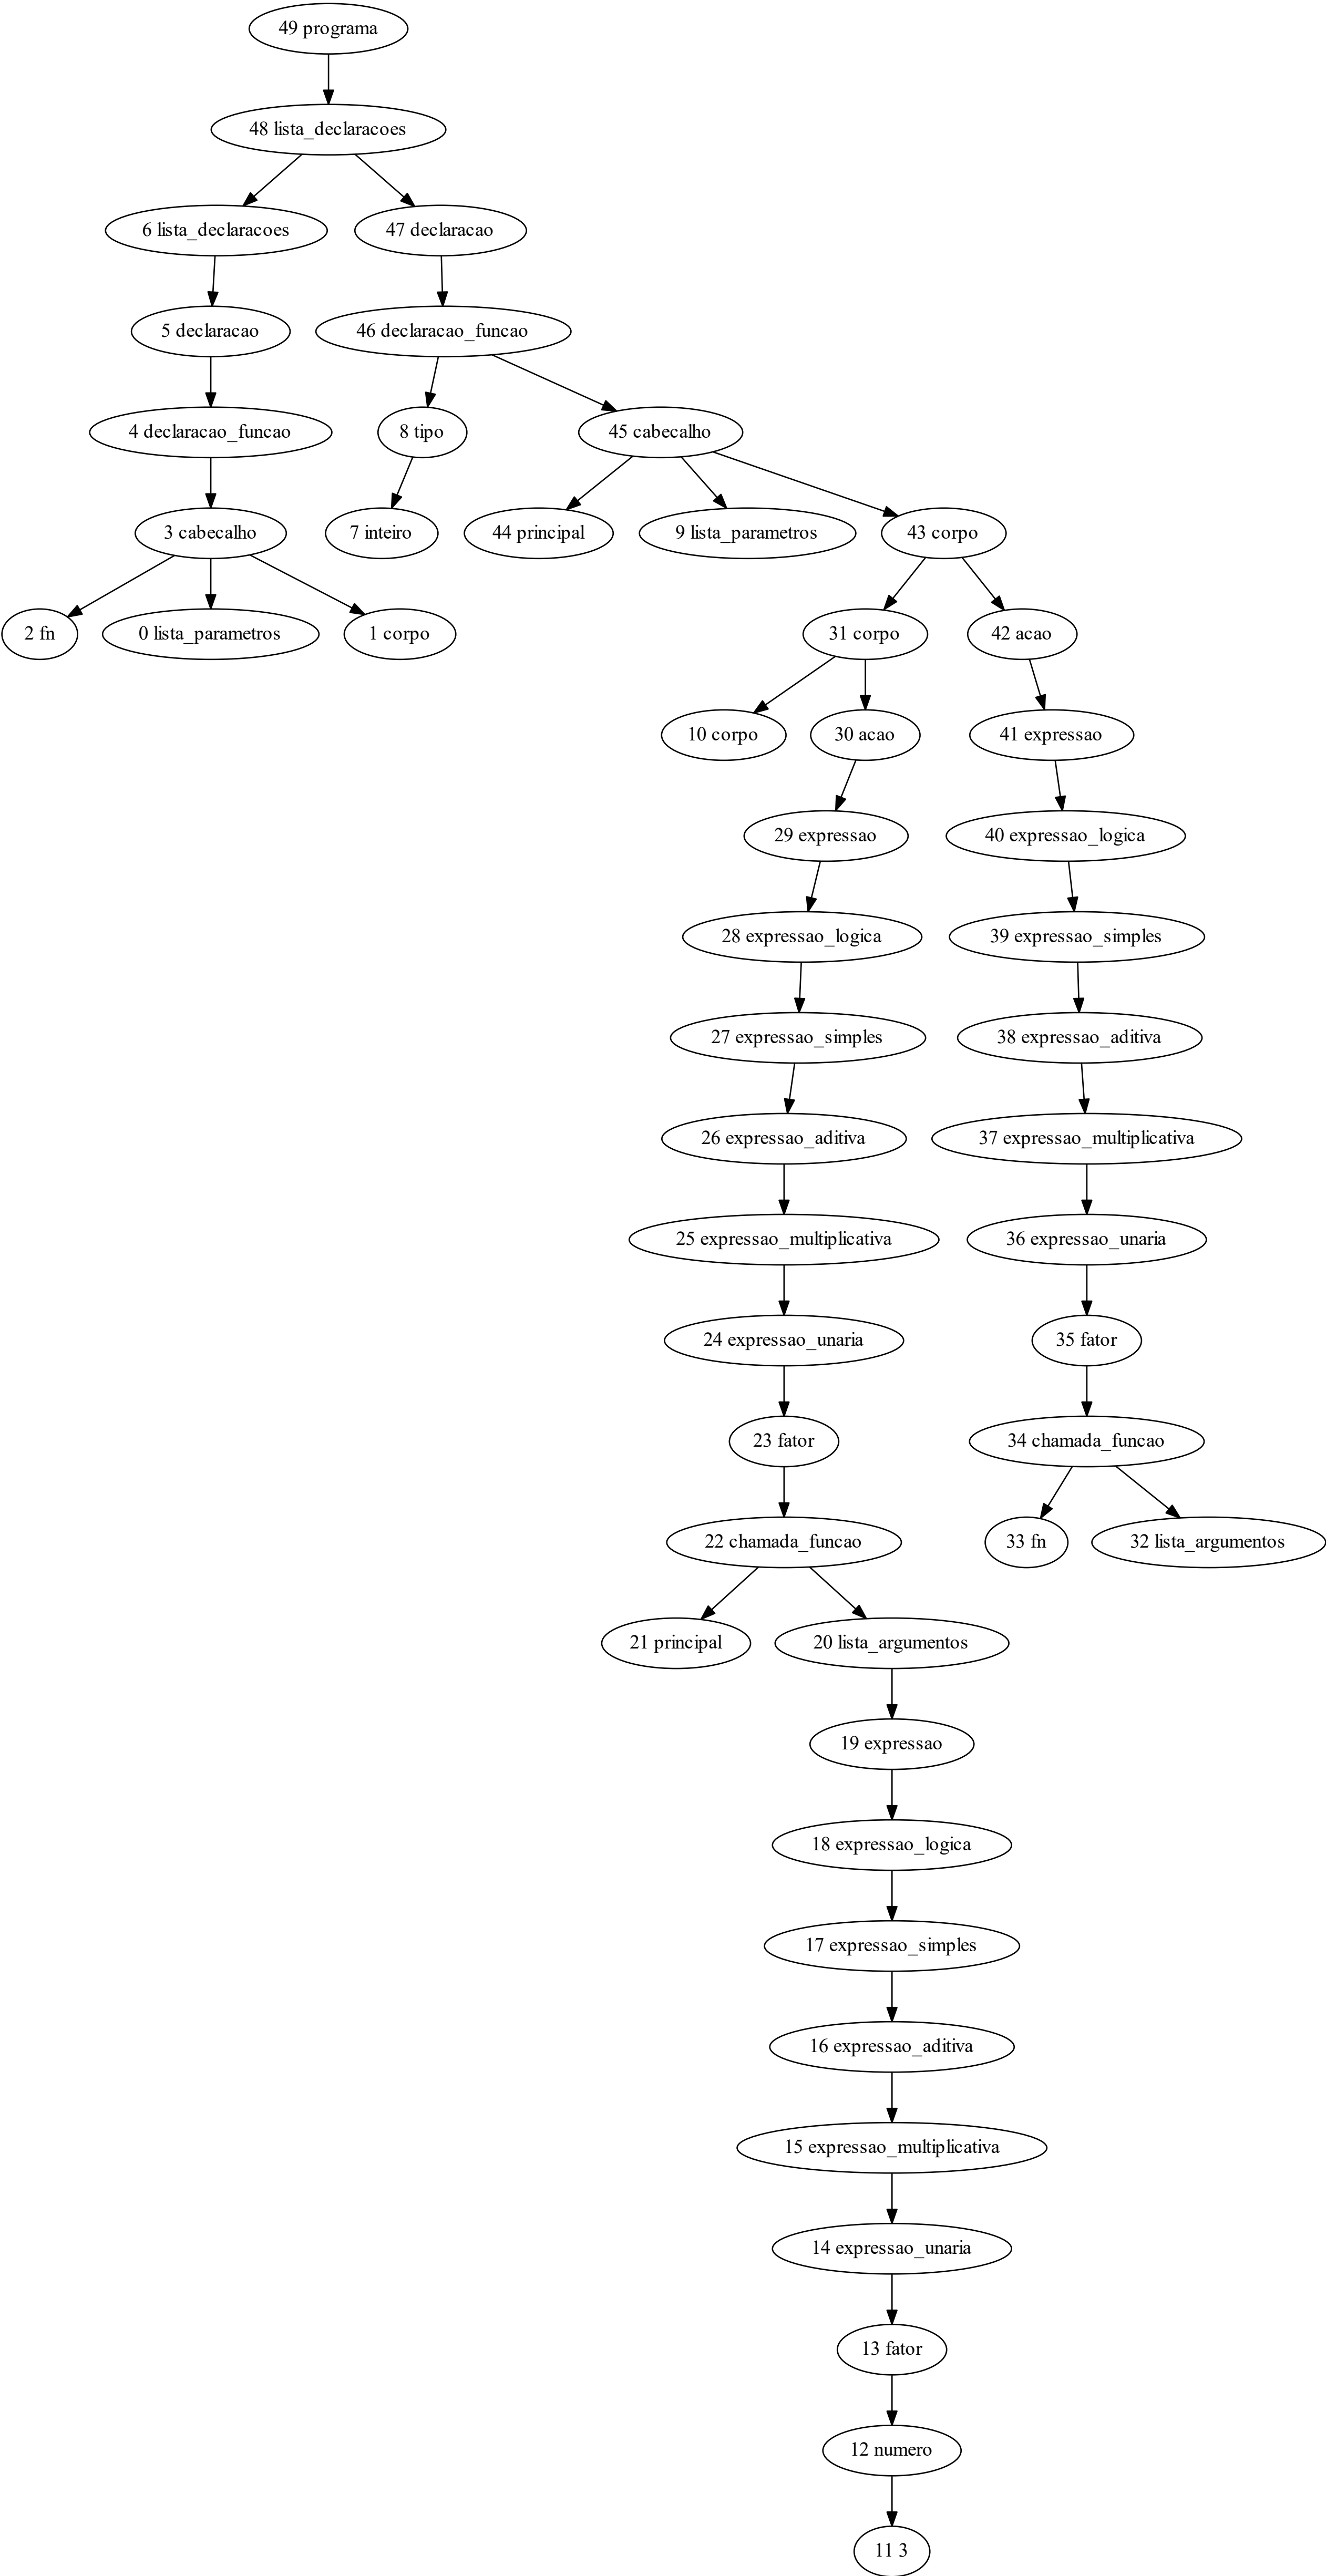 49 programa
48 lista_declaracoes
6 lista_declaracoes
47 declaracao
5 declaracao
46 declaracao_funcao
4 declaracao_funcao
8 tipo
45 cabecalho
3 cabecalho
7 inteiro
44 principal
9 lista_parametros
43 corpo
2 fn
0 lista_parametros
1 corpo
31 corpo
42 acao
10 corpo
30 acao
41 expressao
29 expressao
40 expressao_logica
28 expressao_logica
39 expressao_simples
27 expressao_simples
38 expressao_aditiva
26 expressao_aditiva
37 expressao_multiplicativa
25 expressao_multiplicativa
36 expressao_unaria
24 expressao_unaria
35 fator
23 fator
34 chamada_funcao
22 chamada_funcao
33 fn
32 lista_argumentos
21 principal
20 lista_argumentos
19 expressao
18 expressao_logica
17 expressao_simples
16 expressao_aditiva
15 expressao_multiplicativa
14 expressao_unaria
13 fator
12 numero
11 3